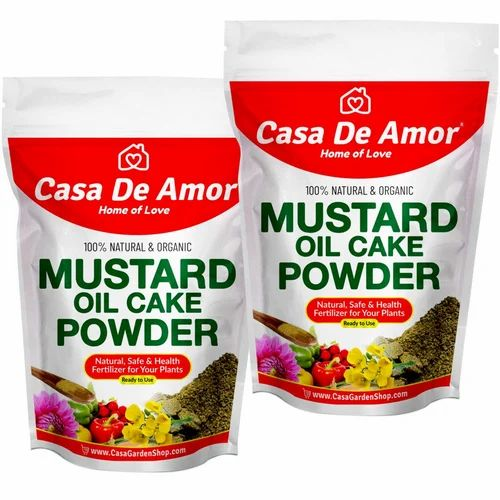 Casa De Amor
Home of Love
100% NATURAL & ORGANIC
MUSTARD
OIL CAKE
POWDER
Natural, Safe & Health
Fertilizer for Your Plants
Ready to Use
www.CasaGardenShop.com
Casa De Amor®
Home of Love
100% NATURAL & ORGANIC
MUSTARD
OIL CAKE
POWDER
Natural, Safe & Health
Fertilizer for Your Plants
Ready to Use
www.CasaGardenShop.com